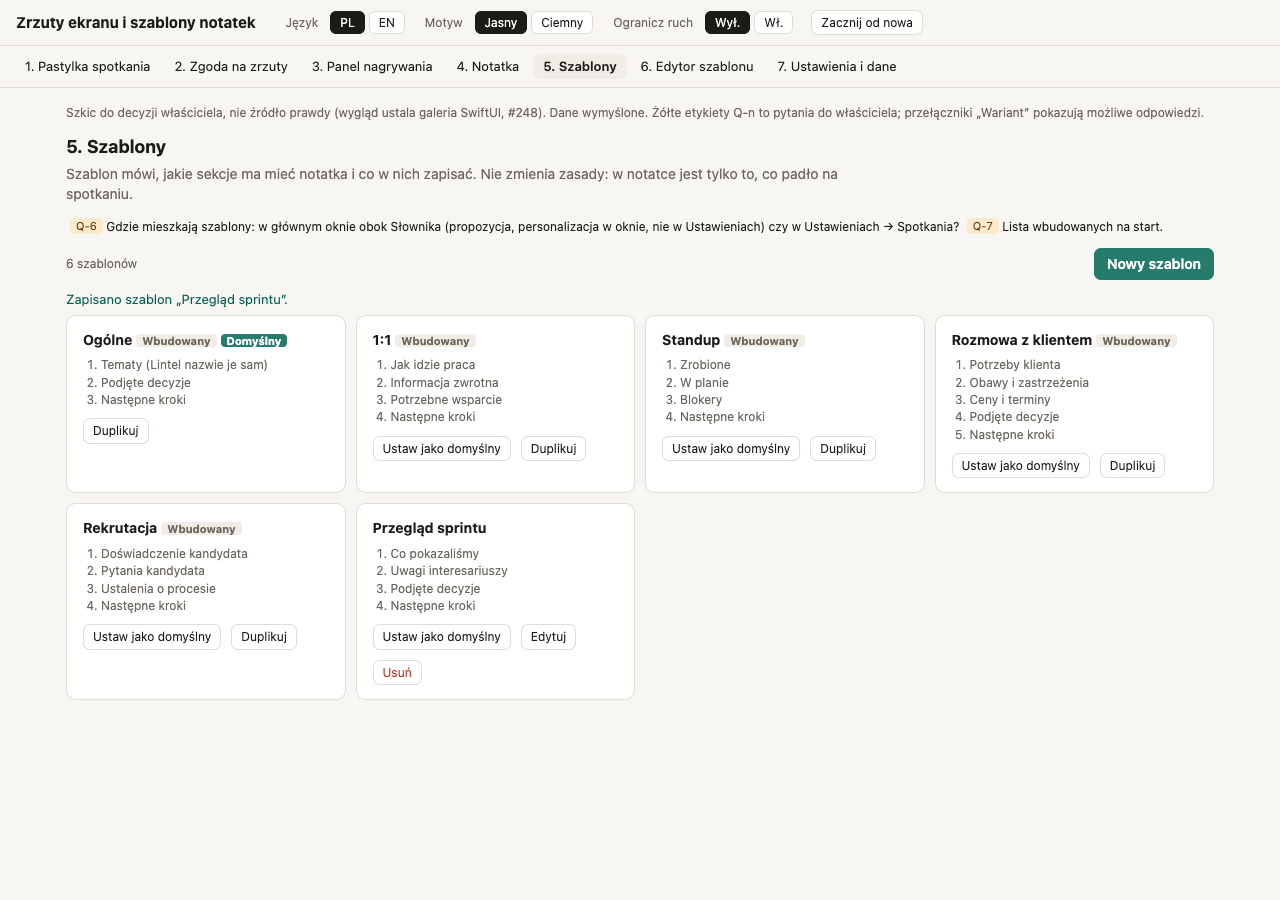 Zrzuty ekranu i szablony notatek
Język PL EN Motyw Jasny Ciemny Ogranicz ruch Wył. Wł. Zacznij od nowa
1. Pastylka spotkania 2. Zgoda na zrzuty 3. Panel nagrywania 4. Notatka 5. Szablony 6. Edytor szablonu 7. Ustawienia i dane
Szkic do decyzji właściciela, nie źródło prawdy (wygląd ustala galeria SwiftUI, #248). Dane wymyślone. Żółte etykiety Q-n to pytania do właściciela; przełączniki „Wariant” pokazują możliwe odpowiedzi.
5. Szablony
Szablon mówi, jakie sekcje ma mieć notatka i co w nich zapisać. Nie zmienia zasady: w notatce jest tylko to, co padło na
spotkaniu.
Q-6 Gdzie mieszkają szablony: w głównym oknie obok Słownika (propozycja, personalizacja w oknie, nie w Ustawieniach) czy w Ustawieniach → Spotkania? Q-7 Lista wbudowanych na start.
6 szablonów
Nowy szablon
Zapisano szablon „Przegląd sprintu”.
Ogólne Wbudowany Domyślny
1. Tematy (Lintel nazwie je sam)
2. Podjęte decyzje
3. Następne kroki
Duplikuj
1:1 Wbudowany
1. Jak idzie praca
2. Informacja zwrotna
3. Potrzebne wsparcie
4. Następne kroki
Ustaw jako domyślny Duplikuj
Standup Wbudowany
1. Zrobione
2. W planie
3. Blokery
4. Następne kroki
Ustaw jako domyślny Duplikuj
Rozmowa z klientem Wbudowany
1. Potrzeby klienta
2. Obawy i zastrzeżenia
3. Ceny i terminy
4. Podjęte decyzje
5. Następne kroki
Ustaw jako domyślny Duplikuj
Rekrutacja Wbudowany
1. Doświadczenie kandydata
2. Pytania kandydata
3. Ustalenia o procesie
4. Następne kroki
Ustaw jako domyślny Duplikuj
Przegląd sprintu
1. Co pokazaliśmy
2. Uwagi interesariuszy
3. Podjęte decyzje
4. Następne kroki
Ustaw jako domyślny Edytuj
Usuń